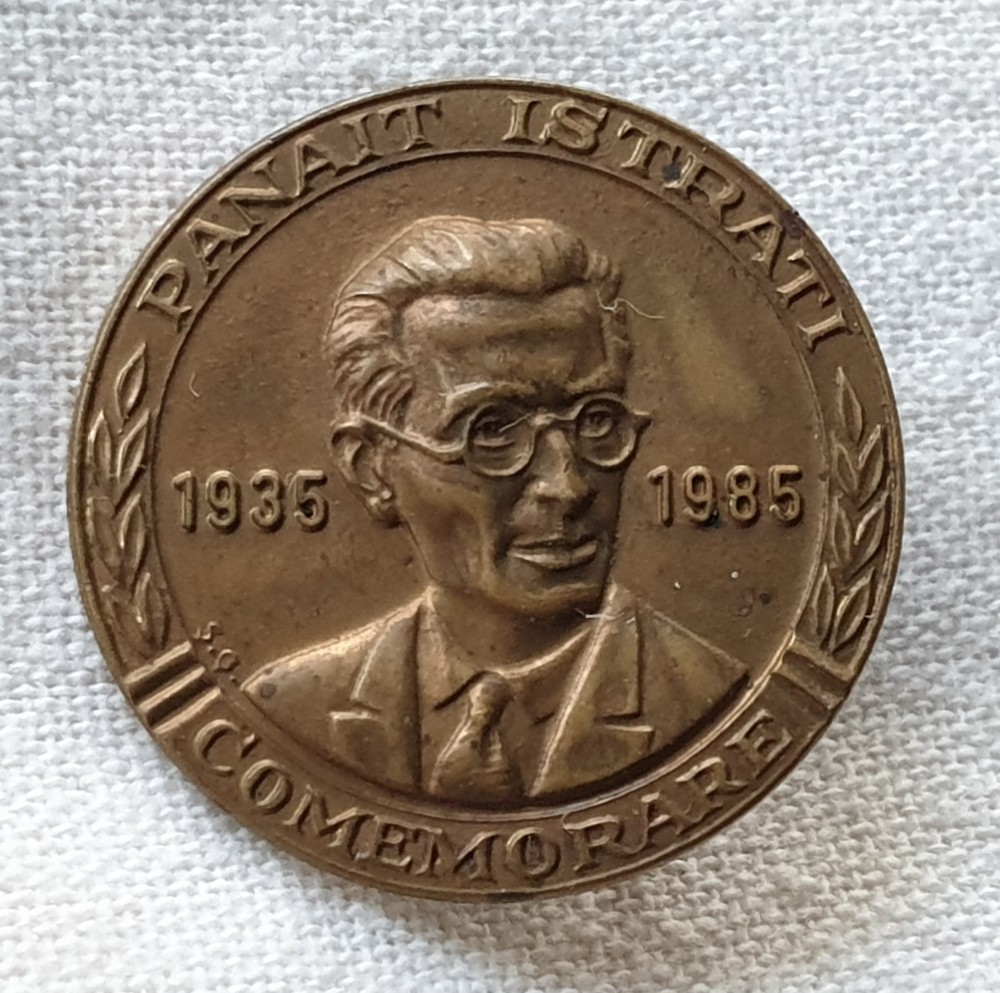 PANAIT ISTRATI
1935 1985
S.G.
COMEMORARE